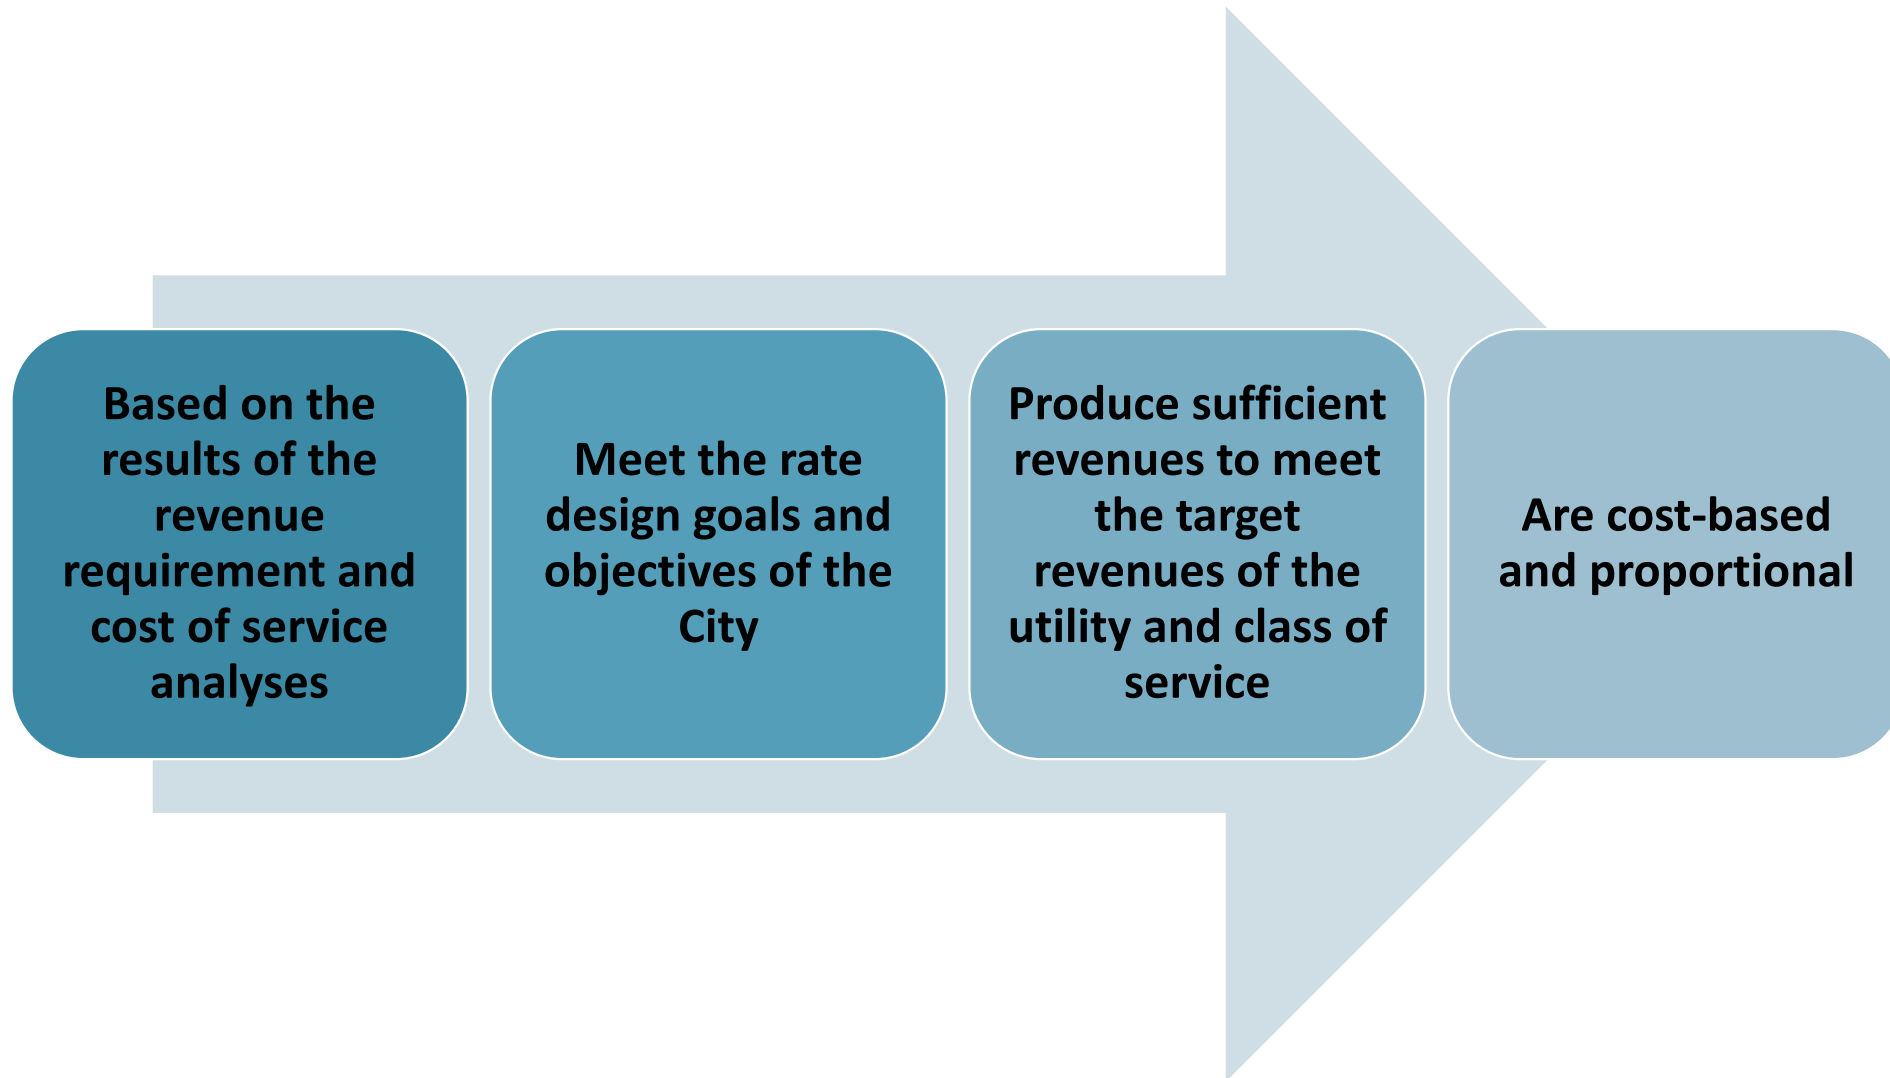 Based on the
results of the
revenue
requirement and
cost of service
analyses
Meet the rate
design goals and
objectives of the
City
Produce sufficient
revenues to meet
the target
revenues of the
utility and class of
service
Are cost-based
and proportional